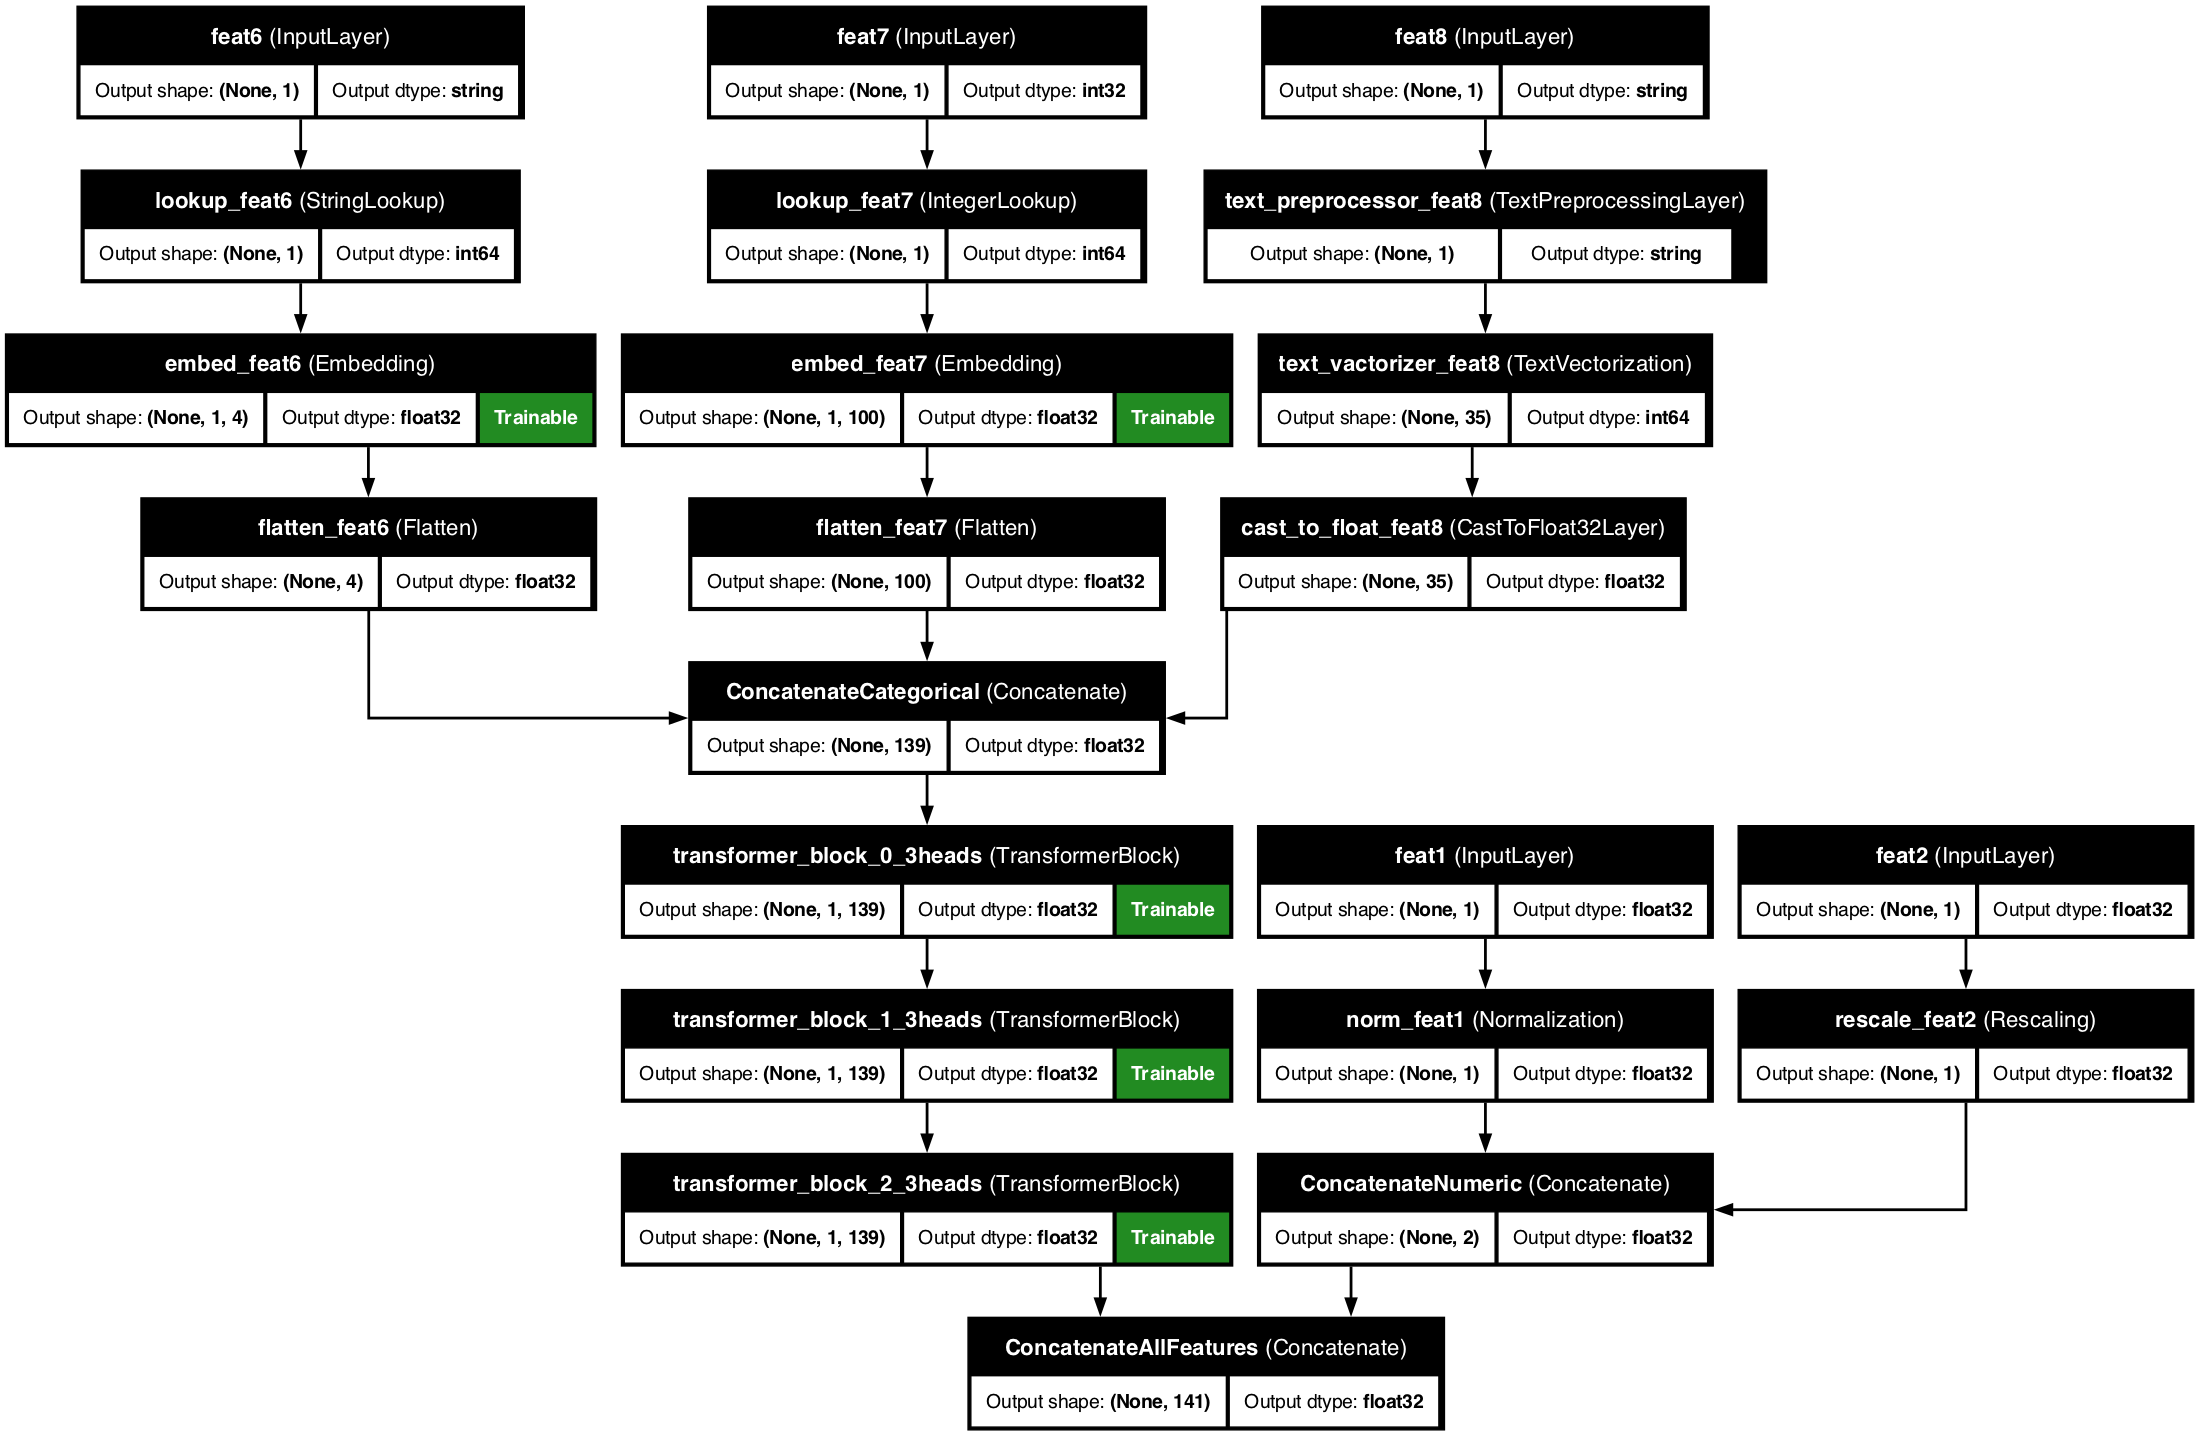 feat6 (InputLayer)
Output shape: (None, 1) Output dtype: string
feat7 (InputLayer)
Output shape: (None, 1) Output dtype: int32
feat8 (InputLayer)
Output shape: (None, 1) Output dtype: string
lookup_feat6 (StringLookup)
Output shape: (None, 1) Output dtype: int64
lookup_feat7 (IntegerLookup)
Output shape: (None, 1) Output dtype: int64
text_preprocessor_feat8 (TextPreprocessingLayer)
Output shape: (None, 1) Output dtype: string
embed_feat6 (Embedding)
Output shape: (None, 1, 4) Output dtype: float32 Trainable
embed_feat7 (Embedding)
Output shape: (None, 1, 100) Output dtype: float32 Trainable
text_vactorizer_feat8 (TextVectorization)
Output shape: (None, 35) Output dtype: int64
flatten_feat6 (Flatten)
Output shape: (None, 4) Output dtype: float32
flatten_feat7 (Flatten)
Output shape: (None, 100) Output dtype: float32
cast_to_float_feat8 (CastToFloat32Layer)
Output shape: (None, 35) Output dtype: float32
ConcatenateCategorical (Concatenate)
Output shape: (None, 139) Output dtype: float32
transformer_block_0_3heads (TransformerBlock)
Output shape: (None, 1, 139) Output dtype: float32 Trainable
feat1 (InputLayer)
Output shape: (None, 1) Output dtype: float32
feat2 (InputLayer)
Output shape: (None, 1) Output dtype: float32
transformer_block_1_3heads (TransformerBlock)
Output shape: (None, 1, 139) Output dtype: float32 Trainable
norm_feat1 (Normalization)
Output shape: (None, 1) Output dtype: float32
rescale_feat2 (Rescaling)
Output shape: (None, 1) Output dtype: float32
transformer_block_2_3heads (TransformerBlock)
Output shape: (None, 1, 139) Output dtype: float32 Trainable
ConcatenateNumeric (Concatenate)
Output shape: (None, 2) Output dtype: float32
ConcatenateAllFeatures (Concatenate)
Output shape: (None, 141) Output dtype: float32